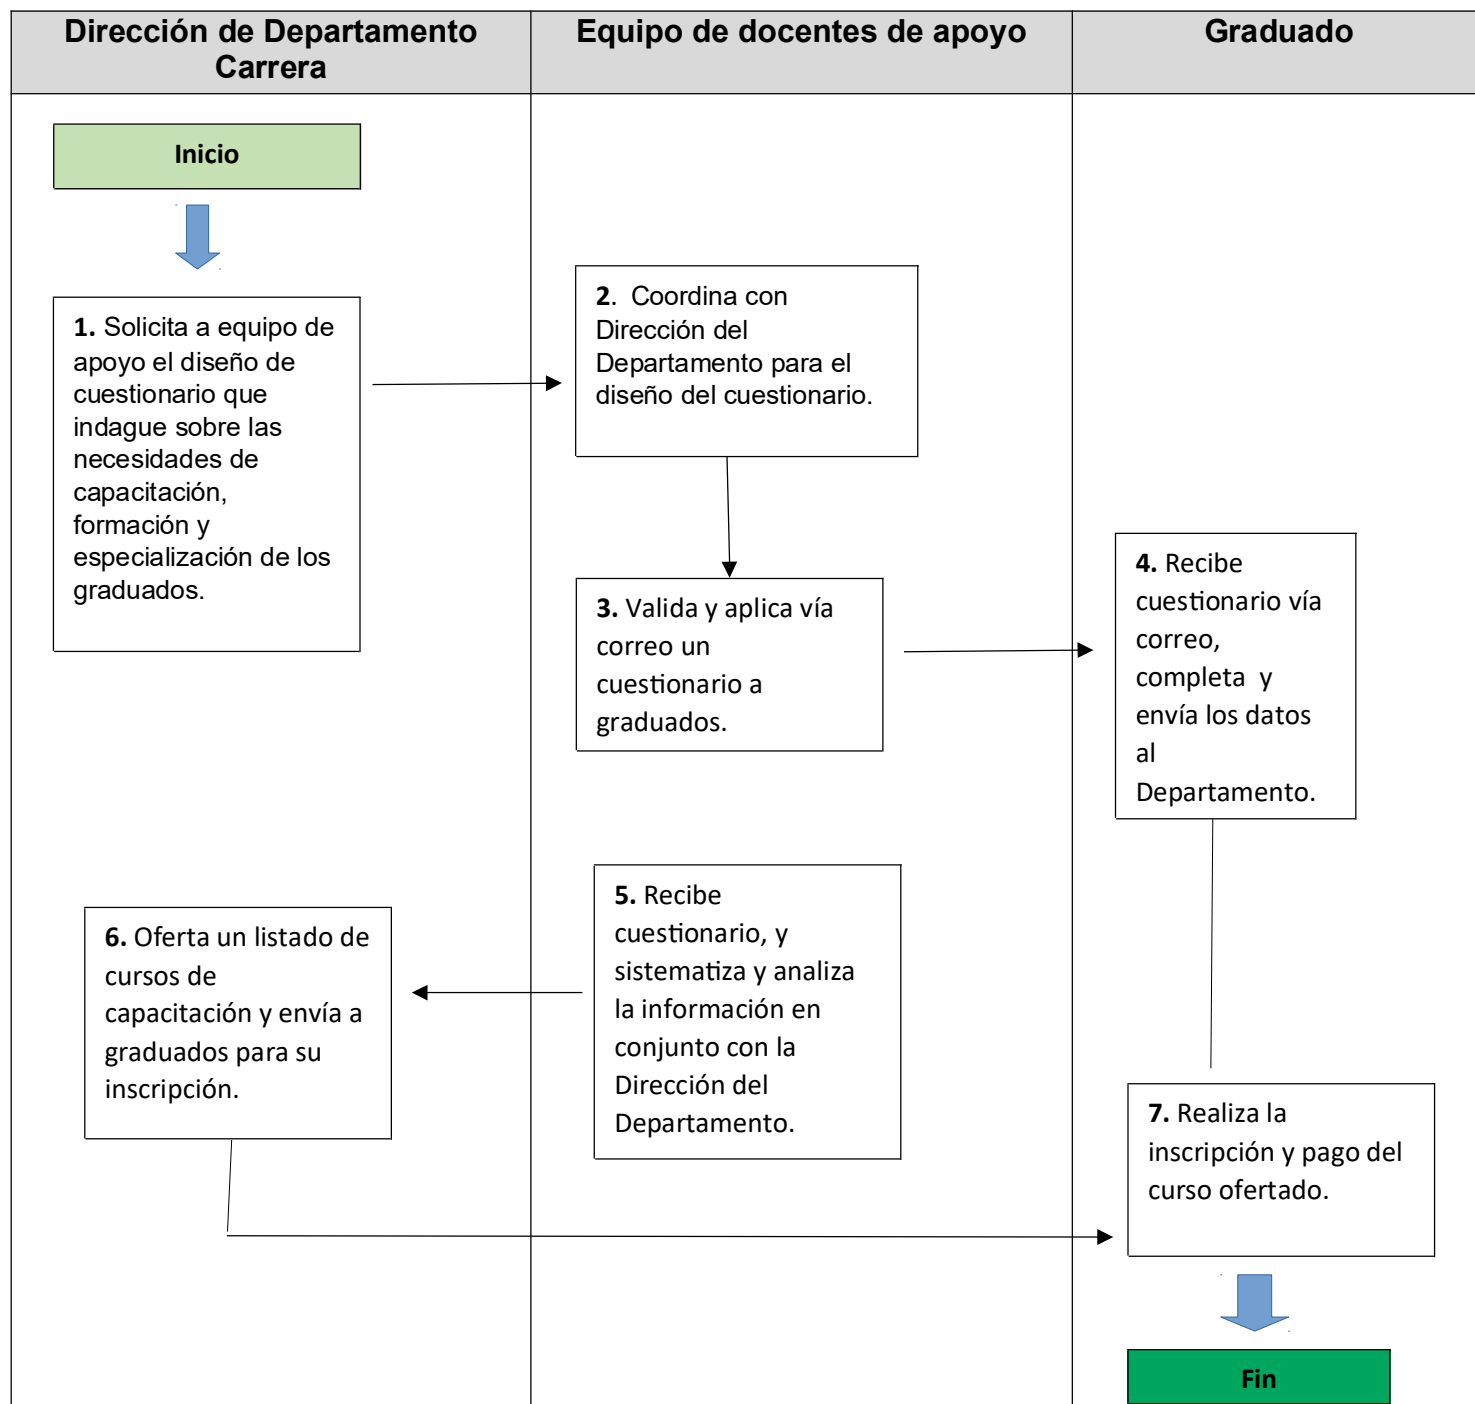 Dirección de Departamento
Carrera
Equipo de docentes de apoyo
Graduado
Inicio
1. Solicita a equipo de
apoyo el diseño de
cuestionario que
indague sobre las
necesidades de
capacitación,
formación y
especialización de los
graduados.
2.  Coordina con
Dirección del
Departamento para el
diseño del cuestionario.
3. Valida y aplica vía
correo un
cuestionario a
graduados.
4. Recibe
cuestionario vía
correo,
completa  y
envía los datos
al
Departamento.
5. Recibe
cuestionario, y
sistematiza y analiza
la información en
conjunto con la
Dirección del
Departamento.
6. Oferta un listado de
cursos de
capacitación y envía a
graduados para su
inscripción.
7. Realiza la
inscripción y pago del
curso ofertado.
Fin